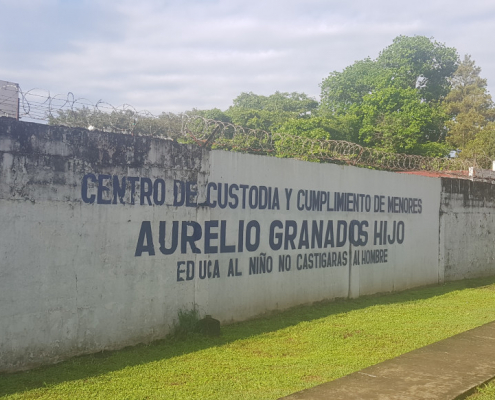 CENTRO DE CUSTODIA Y CUMPLIMIENTO DE MENORES
AURELIO GRANADOS HIJO
EDUCA AL NIÑO NO CASTIGARAS AL HOMBRE